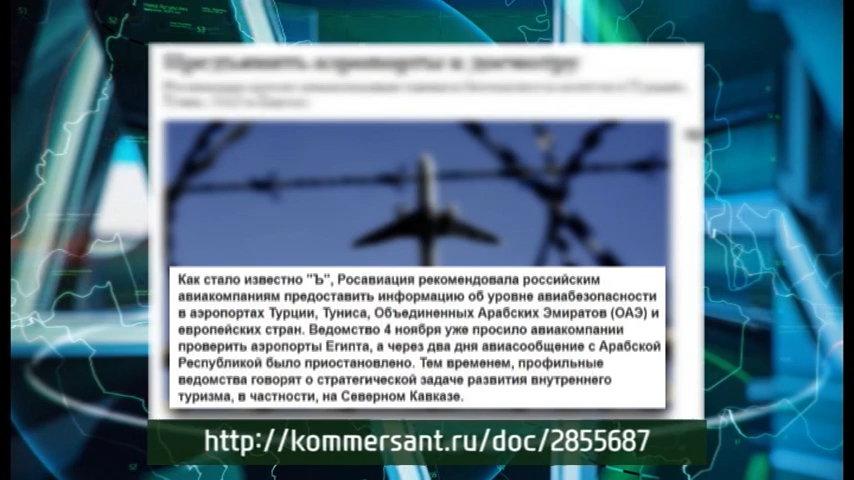 Предъявить аэропорты к досмотру
Как стало известно "Ъ", Росавиация рекомендовала российским
авиакомпаниям предоставить информацию об уровне авиабезопасности
в аэропортах Турции, Туниса, Объединенных Арабских Эмиратов (ОАЭ) и
европейских стран. Ведомство 4 ноября уже просило авиакомпании
проверить аэропорты Египта, а через два дня авиасообщение с Арабской
Республикой было приостановлено. Тем временем, профильные
ведомства говорят о стратегической задаче развития внутреннего
туризма, в частности, на Северном Кавказе.
http://kommersant.ru/doc/2855687